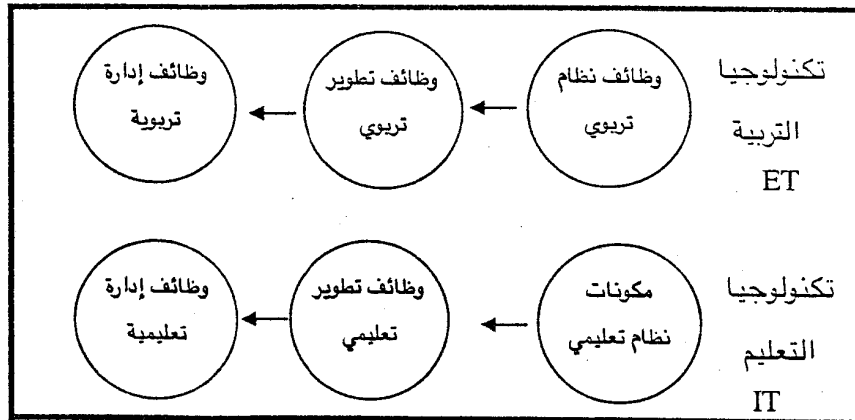 تكنولوجيا
التربية
ET
وظائف نظام
تربوي
وظائف تطوير
تربوي
وظائف إدارة
تربوية
تكنولوجيا
التعليم
IT
مكونات
نظام تعليمي
وظائف تطوير
تعليمي
وظائف إدارة
تعليمية